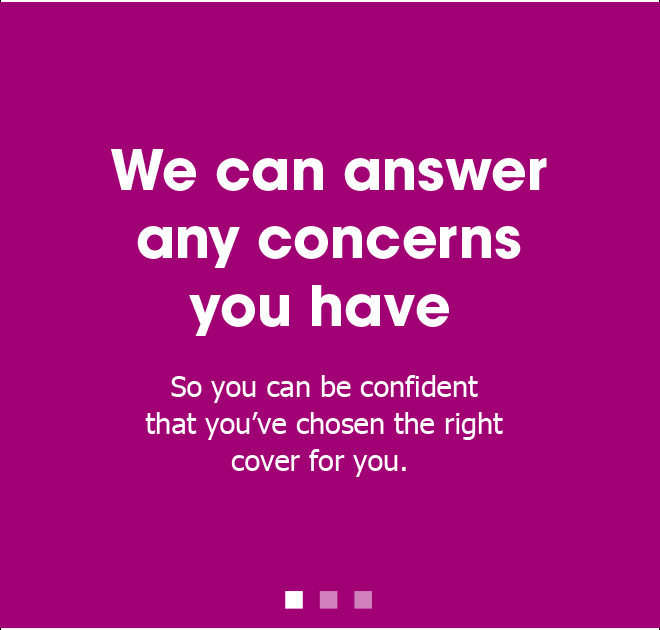 We can answer
any concerns
you have
So you can be confident
that you’ve chosen the right
cover for you.